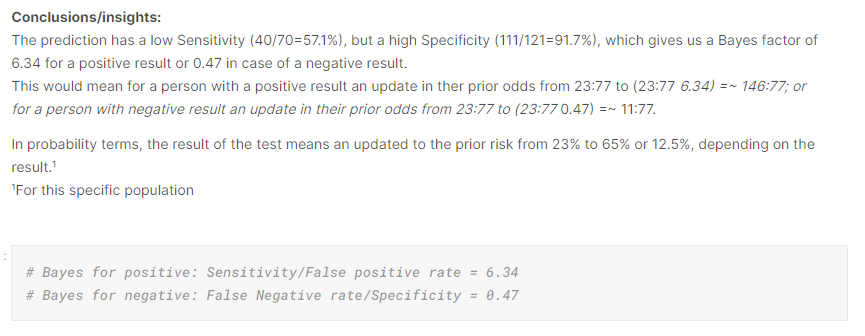 Conclusions/insights:
The prediction has a low Sensitivity (40/70=57.1%), but a high Specificity (111/121=91.7%), which gives us a Bayes factor of
6.34 for a positive result or 0.47 in case of a negative result.
This would mean for a person with a positive result an update in ther prior odds from 23:77 to (23:77 6.34) =~ 146:77; or
for a person with negative result an update in their prior odds from 23:77 to (23:77 0.47) =~ 11:77.
In probability terms, the result of the test means an updated to the prior risk from 23% to 65% or 12.5%, depending on the
result.¹
¹For this specific population
:
# Bayes for positive: Sensitivity/False positive rate = 6.34
# Bayes for negative: False Negative rate/Specificity = 0.47